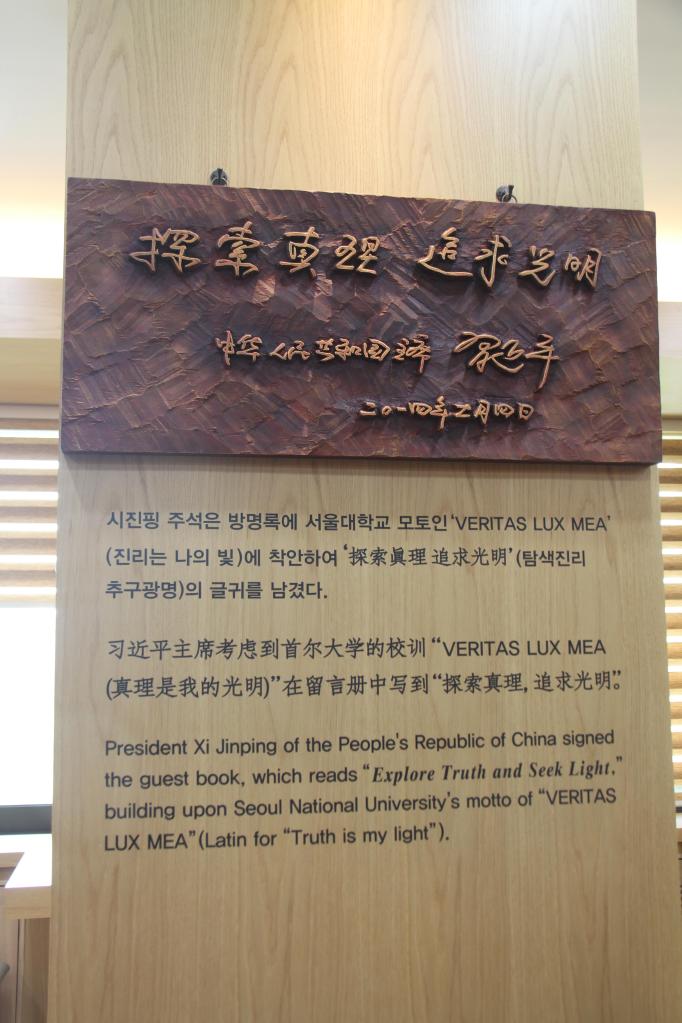 探索真理 追求光明
中华人民共和国主席 习近平
二〇一四年七月四日
시진핑 주석은 방명록에 서울대학교 모토인 ‘VERITAS LUX MEA’
(진리는 나의 빛)에 착안하여 ‘探索眞理 追求光明’(탐색진리
추구광명)의 글귀를 남겼다.
习近平主席考虑到首尔大学的校训 “VERITAS LUX MEA
(真理是我的光明)”在留言册中写到“探索真理, 追求光明”。
President Xi Jinping of the People's Republic of China signed
the guest book, which reads “Explore Truth and Seek Light,”
building upon Seoul National University's motto of “VERITAS
LUX MEA”(Latin for “Truth is my light”).